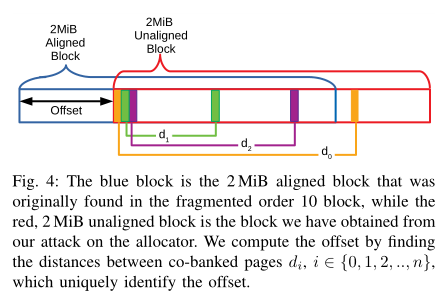 2MiB
Aligned
Block
2MiB
Unaligned
Block
Offset
d1
d2
d0
Fig. 4: The blue block is the 2 MiB aligned block that was
originally found in the fragmented order 10 block, while the
red, 2 MiB unaligned block is the block we have obtained from
our attack on the allocator. We compute the offset by finding
the distances between co-banked pages di, i ∈ {0, 1, 2, .., n},
which uniquely identify the offset.